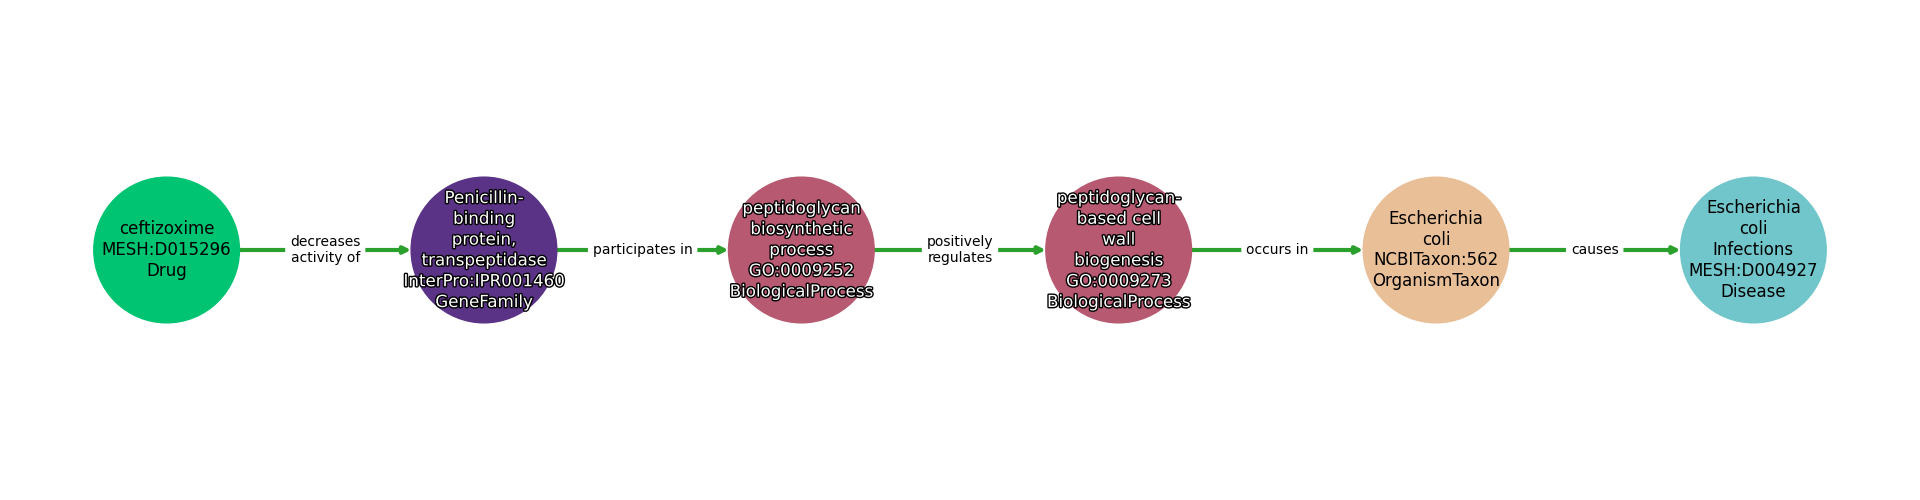 ceftizoxime
MESH:D015296
Drug
decreases
activity of
Penicillin-
binding
protein,
transpeptidase
InterPro:IPR001460
GeneFamily
participates in
peptidoglycan
biosynthetic
process
GO:0009252
BiologicalProcess
positively
regulates
peptidoglycan-
based cell
wall
biogenesis
GO:0009273
BiologicalProcess
occurs in
Escherichia
coli
NCBITaxon:562
OrganismTaxon
causes
Escherichia
coli
Infections
MESH:D004927
Disease